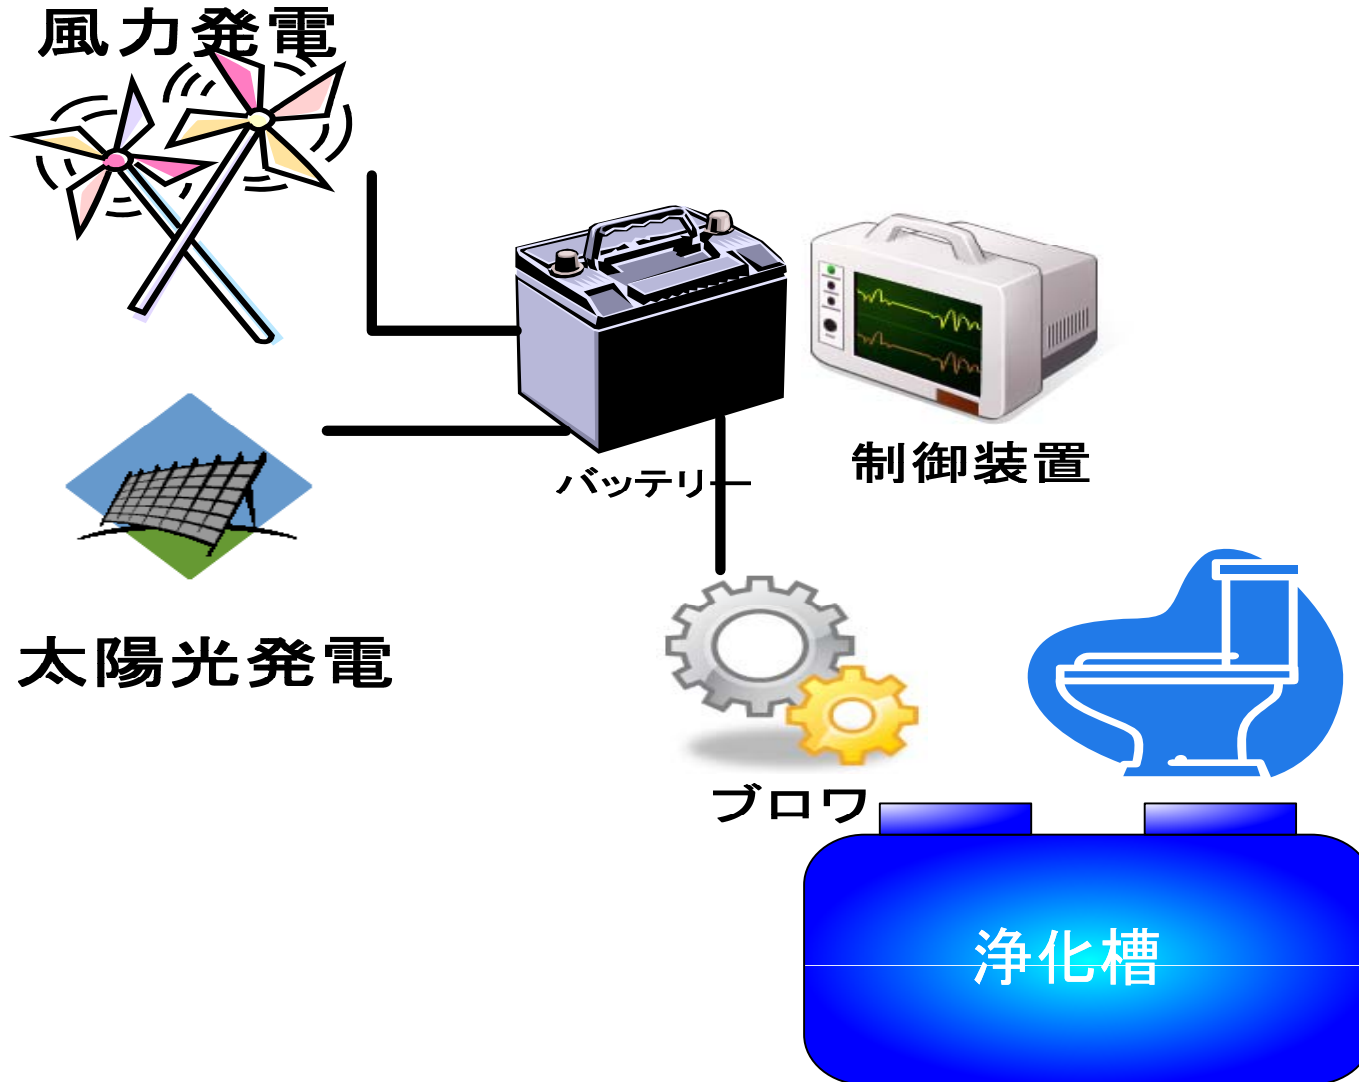 風力発電
制御装置
バッテリー
太陽光発電
ブロワ
浄化槽